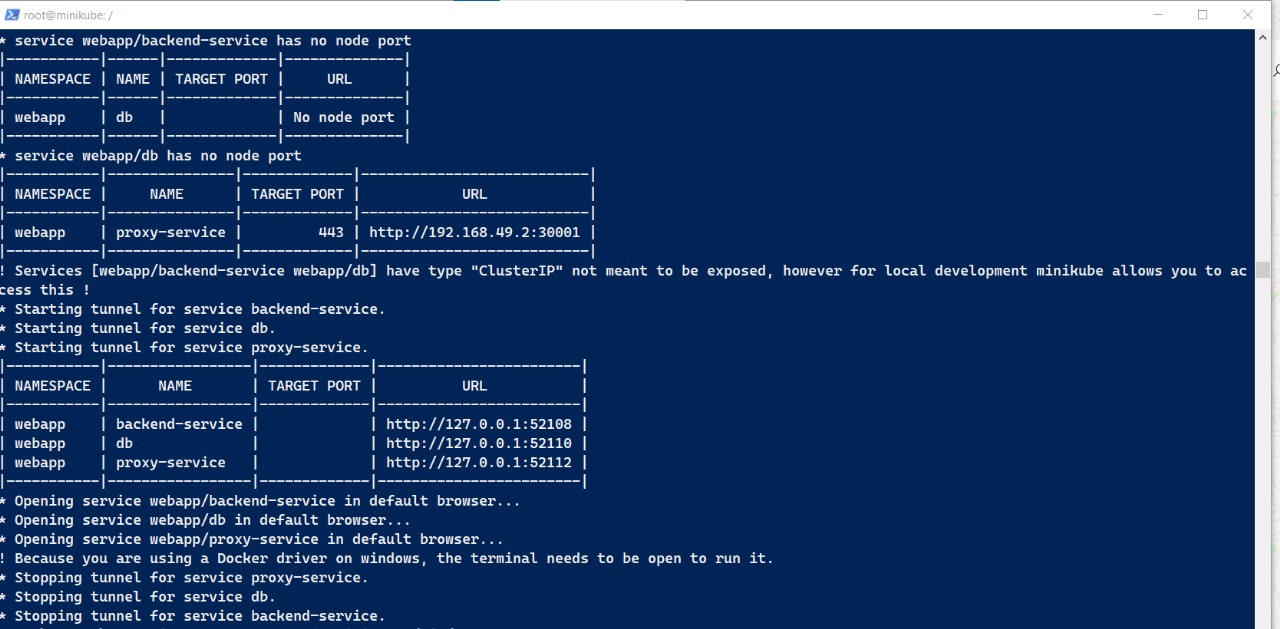 root@minikube: /
* service webapp/backend-service has no node port
|-----------|------|-------------|--------------|
| NAMESPACE | NAME | TARGET PORT |     URL      |
|-----------|------|-------------|--------------|
| webapp    | db   |             | No node port |
|-----------|------|-------------|--------------|
* service webapp/db has no node port
|-----------|---------------|-------------|---------------------------|
| NAMESPACE |     NAME      | TARGET PORT |            URL            |
|-----------|---------------|-------------|---------------------------|
| webapp    | proxy-service |         443 | http://192.168.49.2:30001 |
|-----------|---------------|-------------|---------------------------|
! Services [webapp/backend-service webapp/db] have type "ClusterIP" not meant to be exposed, however for local development minikube allows you to ac
cess this !
* Starting tunnel for service backend-service.
* Starting tunnel for service db.
* Starting tunnel for service proxy-service.
|-----------|-----------------|-------------|------------------------|
| NAMESPACE |      NAME       | TARGET PORT |          URL           |
|-----------|-----------------|-------------|------------------------|
| webapp    | backend-service |             | http://127.0.0.1:52108 |
| webapp    | db              |             | http://127.0.0.1:52110 |
| webapp    | proxy-service   |             | http://127.0.0.1:52112 |
|-----------|-----------------|-------------|------------------------|
* Opening service webapp/backend-service in default browser...
* Opening service webapp/db in default browser...
* Opening service webapp/proxy-service in default browser...
! Because you are using a Docker driver on windows, the terminal needs to be open to run it.
* Stopping tunnel for service proxy-service.
* Stopping tunnel for service db.
* Stopping tunnel for service backend-service.